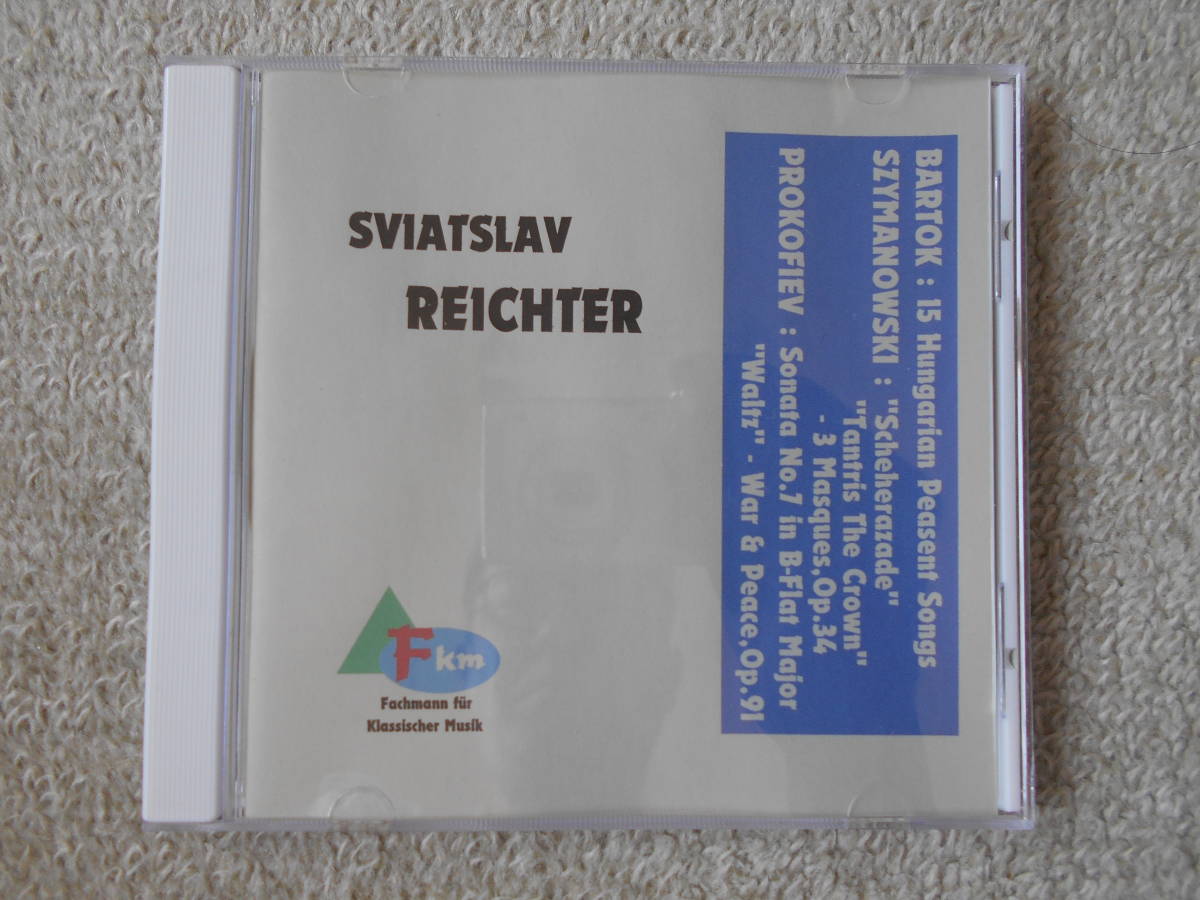 SVIATSLAV
REICHTER
BARTOK : 15 Hungarian Peasent Songs
SZYMANOWSKI : "Scheherazade"
"Tantris The Crown"
- 3 Masques,Op.34
PROKOFIEV : Sonata No.7 in B-Flat Major
"Waltz" - War & Peace,Op.91
Fkm
Fachmann für
Klassischer Musik